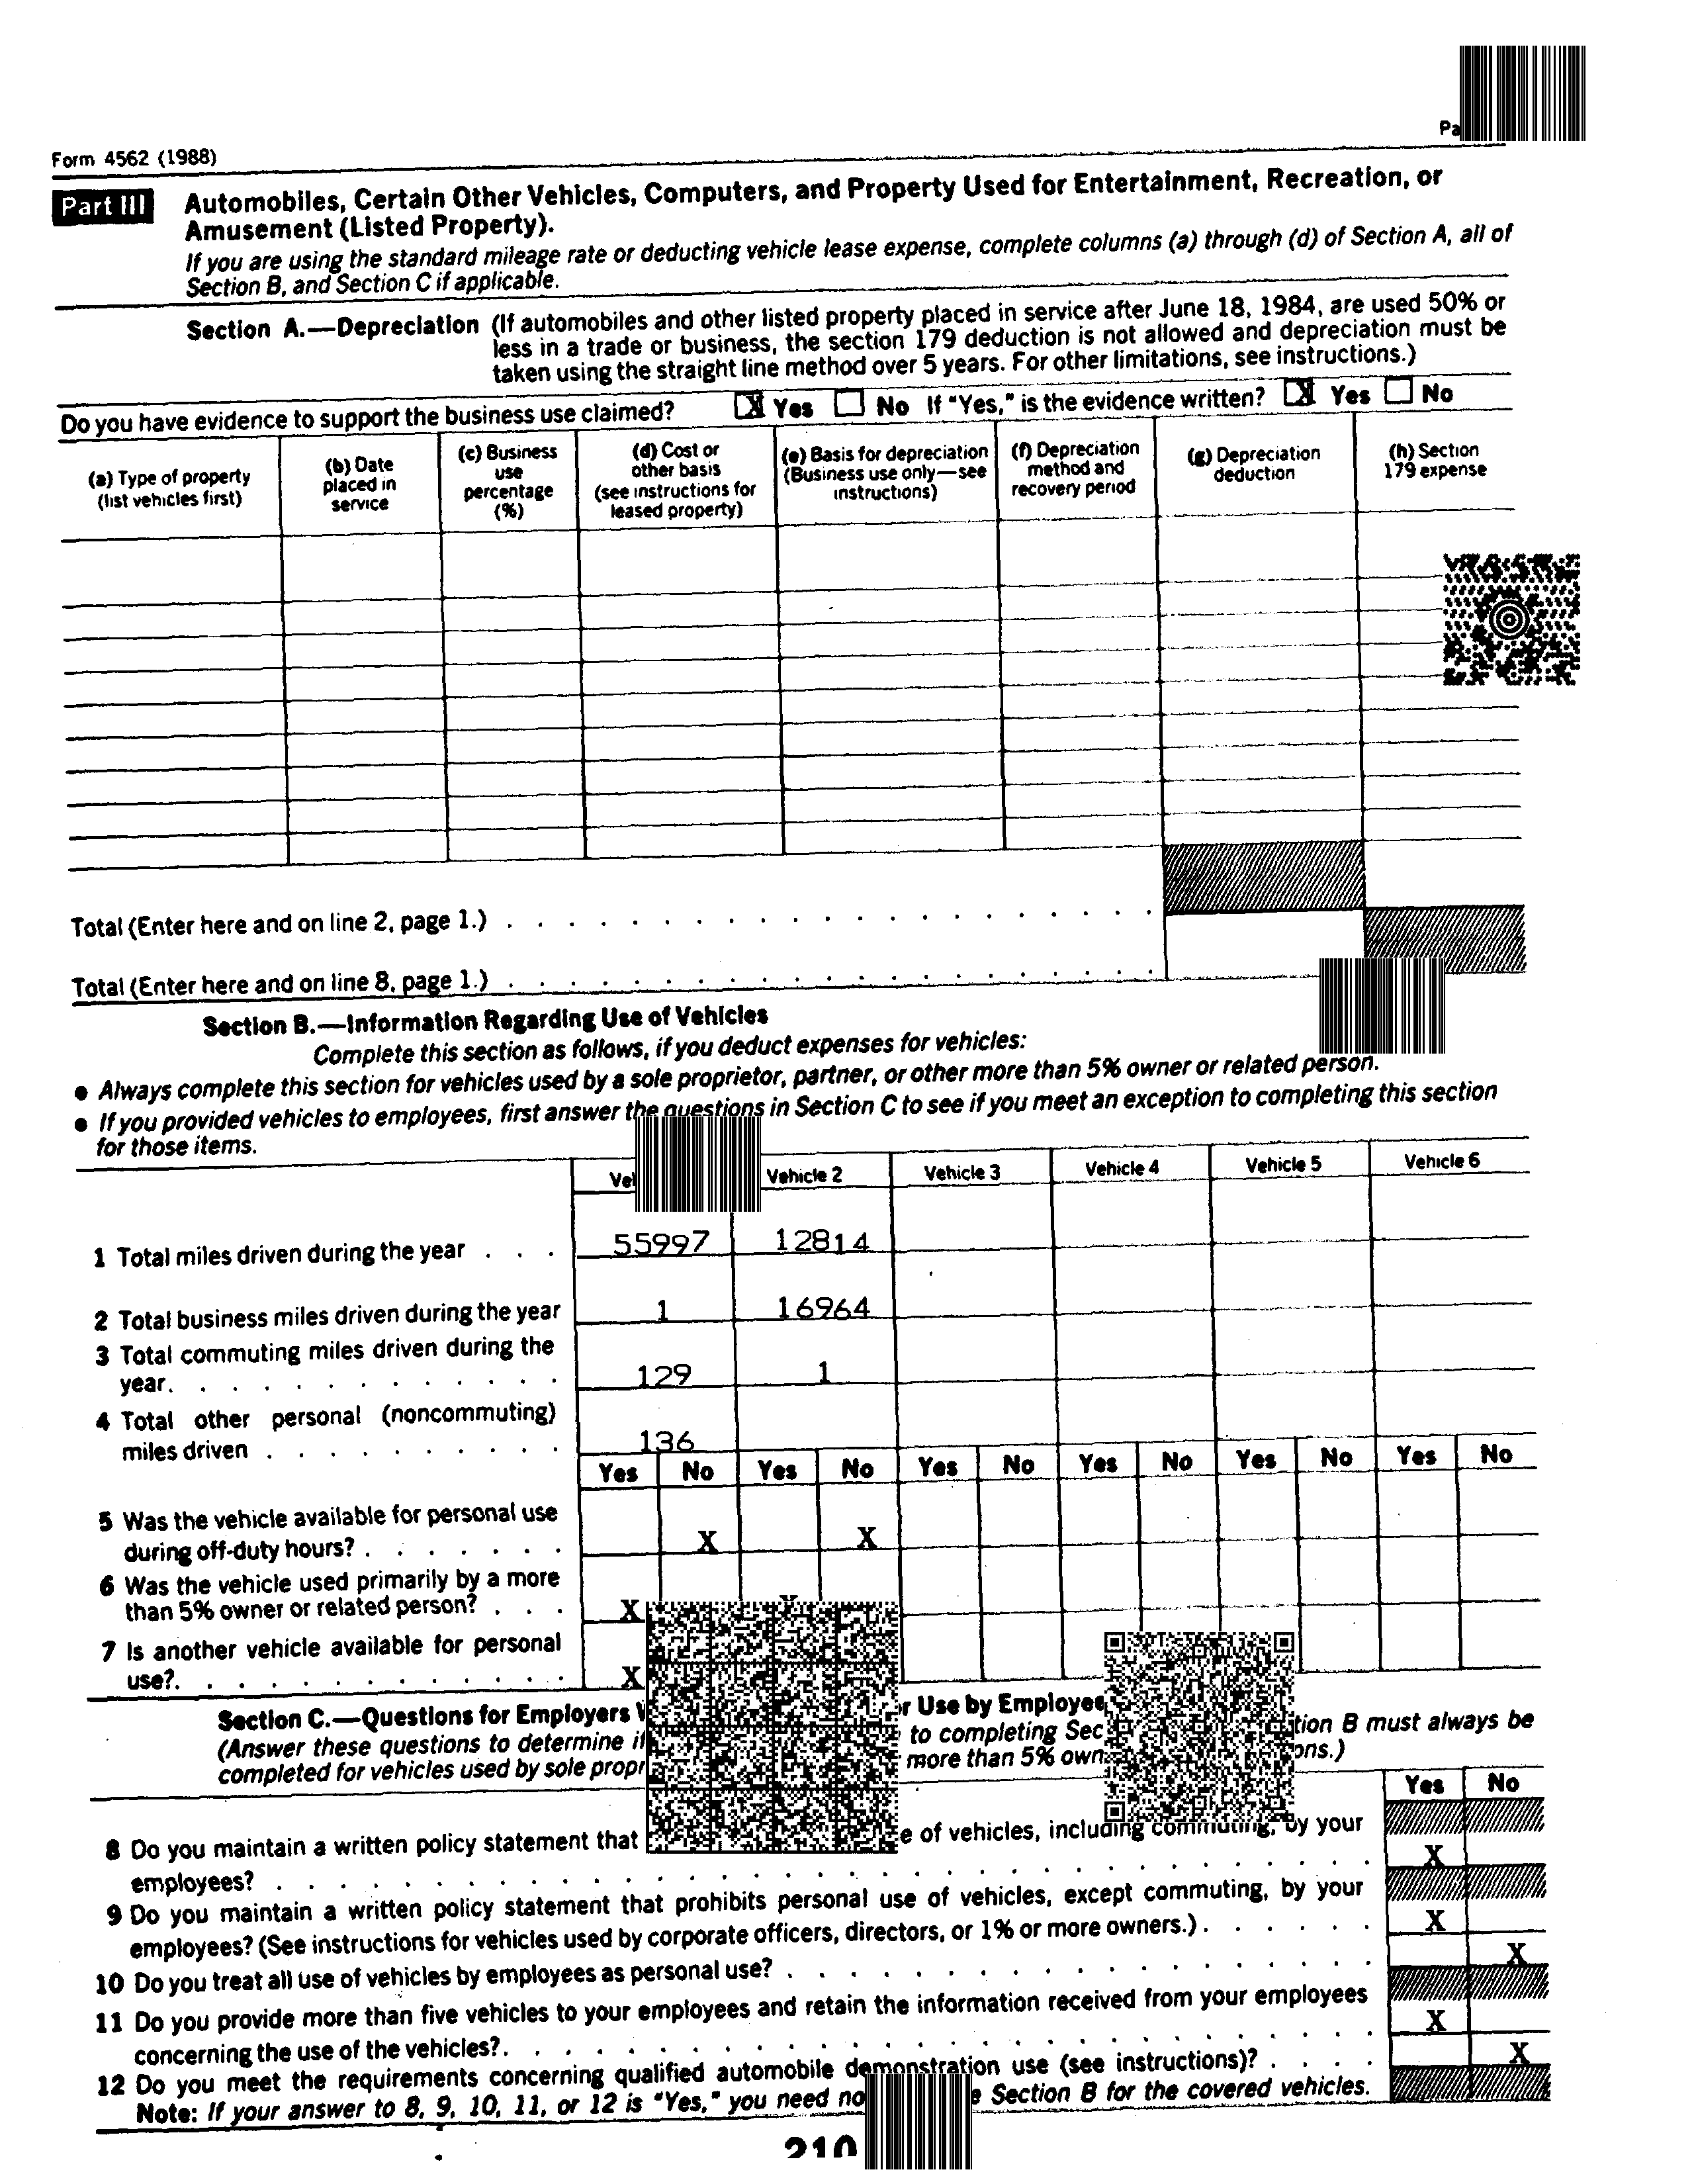 Form 4562 (1988)
Part III Automobiles, Certain Other Vehicles, Computers, and Property Used for Entertainment, Recreation, or
Amusement (Listed Property).
If you are using the standard mileage rate or deducting vehicle lease expense, complete columns (a) through (d) of Section A, all of
Section B, and Section C if applicable.
Section A.—Depreciation (If automobiles and other listed property placed in service after June 18, 1984, are used 50% or
less in a trade or business, the section 179 deduction is not allowed and depreciation must be
taken using the straight line method over 5 years. For other limitations, see instructions.)
Do you have evidence to support the business use claimed? X Yes No If "Yes," is the evidence written? X Yes No
(a) Type of property
(list vehicles first)
(b) Date
placed in
service
(c) Business
use
percentage
(%)
(d) Cost or
other basis
(see instructions for
leased property)
(e) Basis for depreciation
(Business use only—see
instructions)
(f) Depreciation
method and
recovery period
(g) Depreciation
deduction
(h) Section
179 expense
Total (Enter here and on line 2, page 1.) . . . . . . . . . . . . . . . . . . . . .
Total (Enter here and on line 8, page 1.) . . . . . . . . . . . . . . . . . . . . .
Section B.—Information Regarding Use of Vehicles
Complete this section as follows, if you deduct expenses for vehicles:
● Always complete this section for vehicles used by a sole proprietor, partner, or other more than 5% owner or related person.
● If you provided vehicles to employees, first answer the questions in Section C to see if you meet an exception to completing this section
for those items.
Vehicle 2 Vehicle 3 Vehicle 4 Vehicle 5 Vehicle 6
1 Total miles driven during the year . . . 55997 12814
2 Total business miles driven during the year 1 16964
3 Total commuting miles driven during the
year. . . . . . . . . . . . . 129 1
4 Total other personal (noncommuting)
miles driven . . . . . . . . . . 136
Yes No Yes No Yes No Yes No Yes No Yes No
5 Was the vehicle available for personal use
during off-duty hours? . . . . . . . X X
6 Was the vehicle used primarily by a more
than 5% owner or related person? . . . X
7 Is another vehicle available for personal
use?. . . . . . . . . . . . . X
Section C.—Questions for Employers Use by
(Answer these questions to determine if to completing B must always be
completed for vehicles used by sole more than 5%
Yes No
8 Do you maintain a written policy statement that of vehicles, including commuting, by your
employees? . . . . . . . . . . . . . . . . . . . . . . . . . . . . . . . . . . . X
9 Do you maintain a written policy statement that prohibits personal use of vehicles, except commuting, by your
employees? (See instructions for vehicles used by corporate officers, directors, or 1% or more owners.) . . . . . . X
10 Do you treat all use of vehicles by employees as personal use? . . . . . . . . . . . . . . . . . . . X
11 Do you provide more than five vehicles to your employees and retain the information received from your employees
concerning the use of the vehicles?. . . . . . . . . . . . . . . . . . . . . . . . . . . . X
12 Do you meet the requirements concerning qualified automobile demonstration use (see instructions)? . . . . X
Note: If your answer to 8, 9, 10, 11, or 12 is "Yes," you need Section B for the covered vehicles.
210